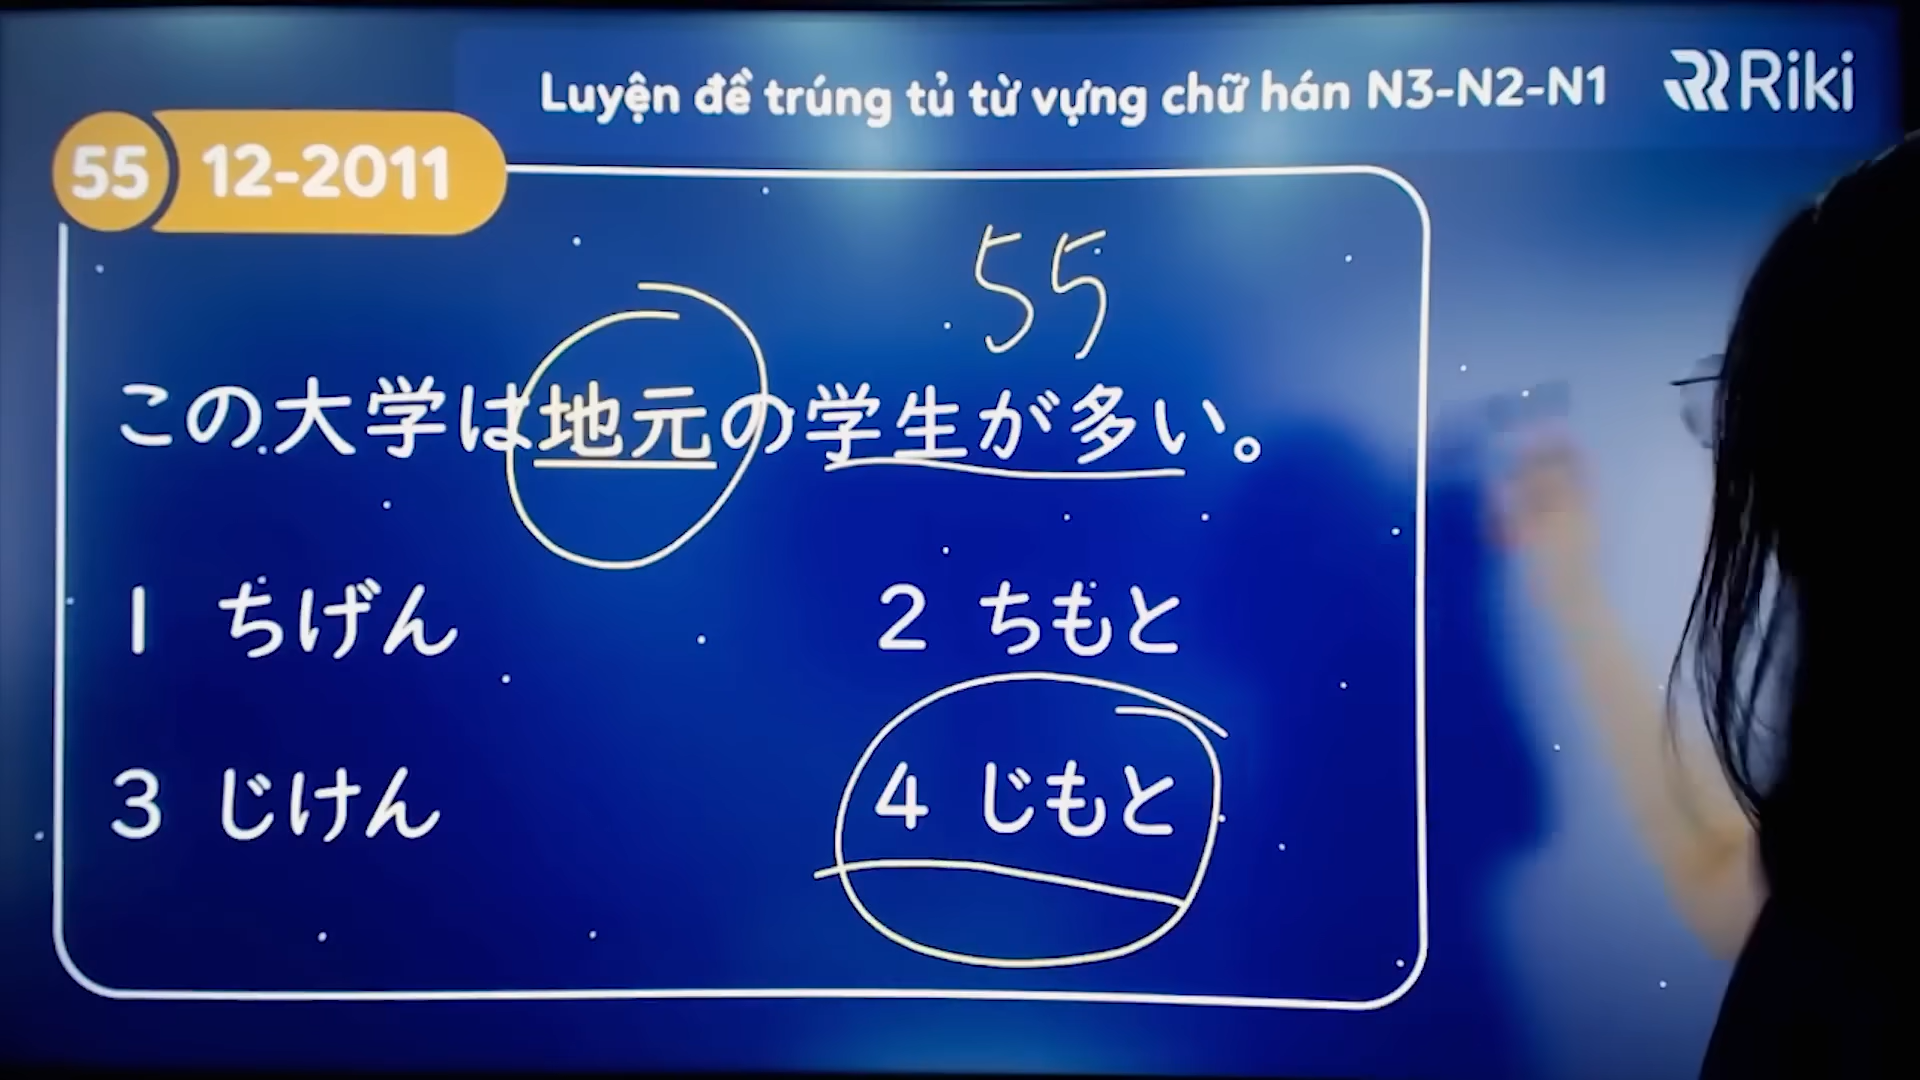 Luyện đề trúng tủ từ vựng chữ hán N3-N2-N1
Riki
55 12-2011
55
この大学は地元の学生が多い。
1 ちげん
2 ちもと
3 じけん
4 じもと